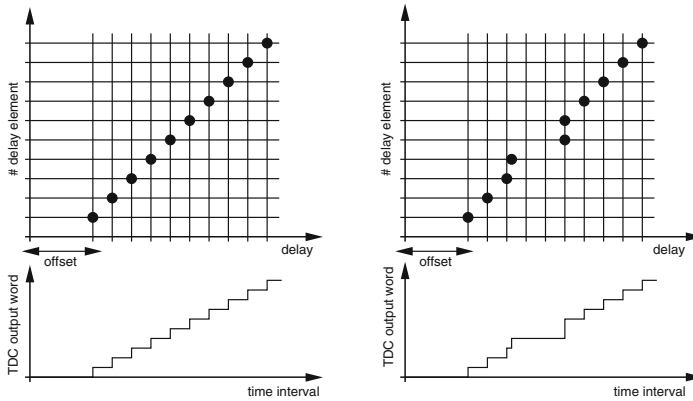 # delay element
delay
offset
TDC output word
time interval
# delay element
delay
offset
TDC output word
time interval